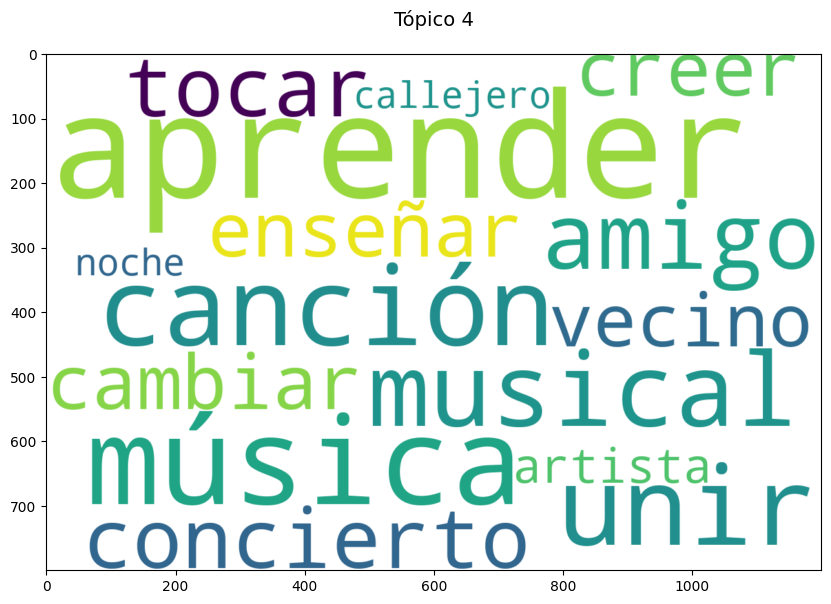 Tópico 4
0
100
200
300
400
500
600
700
0 200 400 600 800 1000
tocar
callejero
creer
aprender
enseñar
amigo
noche
canción
vecino
cambiar
musical
música
artista
unir
concierto